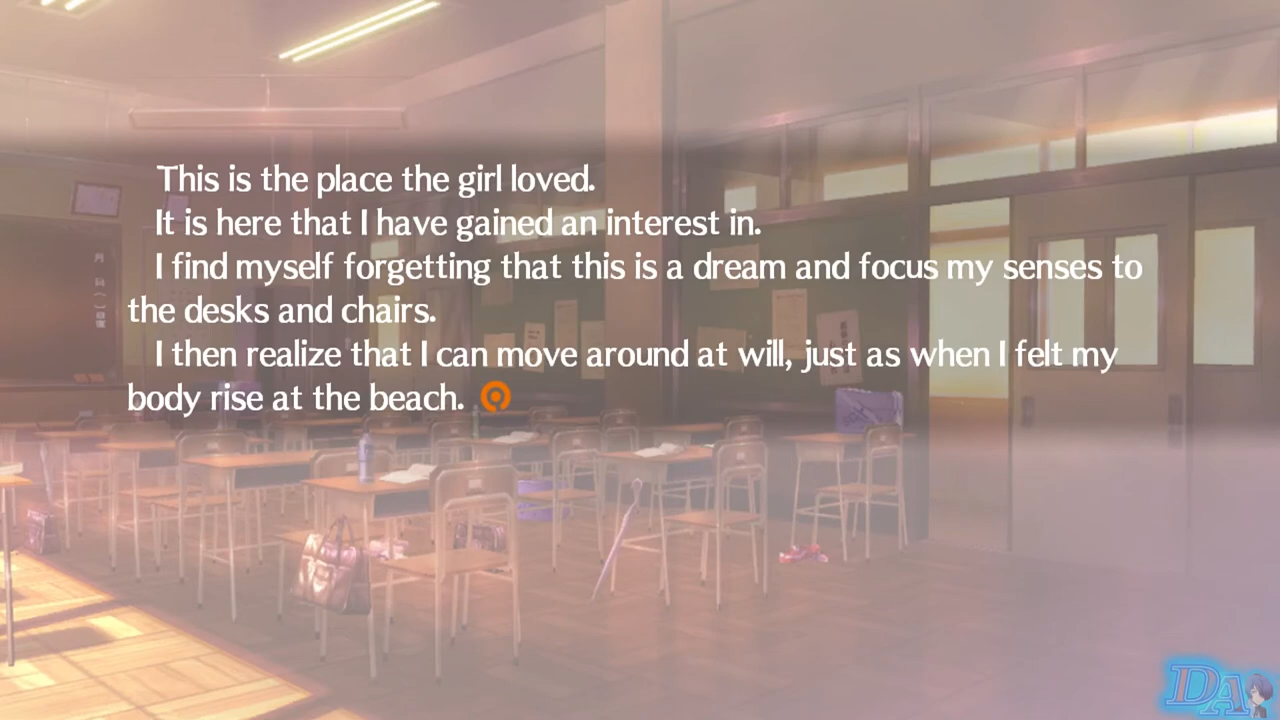 This is the place the girl loved.
It is here that I have gained an interest in.
I find myself forgetting that this is a dream and focus my senses to
the desks and chairs.
I then realize that I can move around at will, just as when I felt my
body rise at the beach.
DA